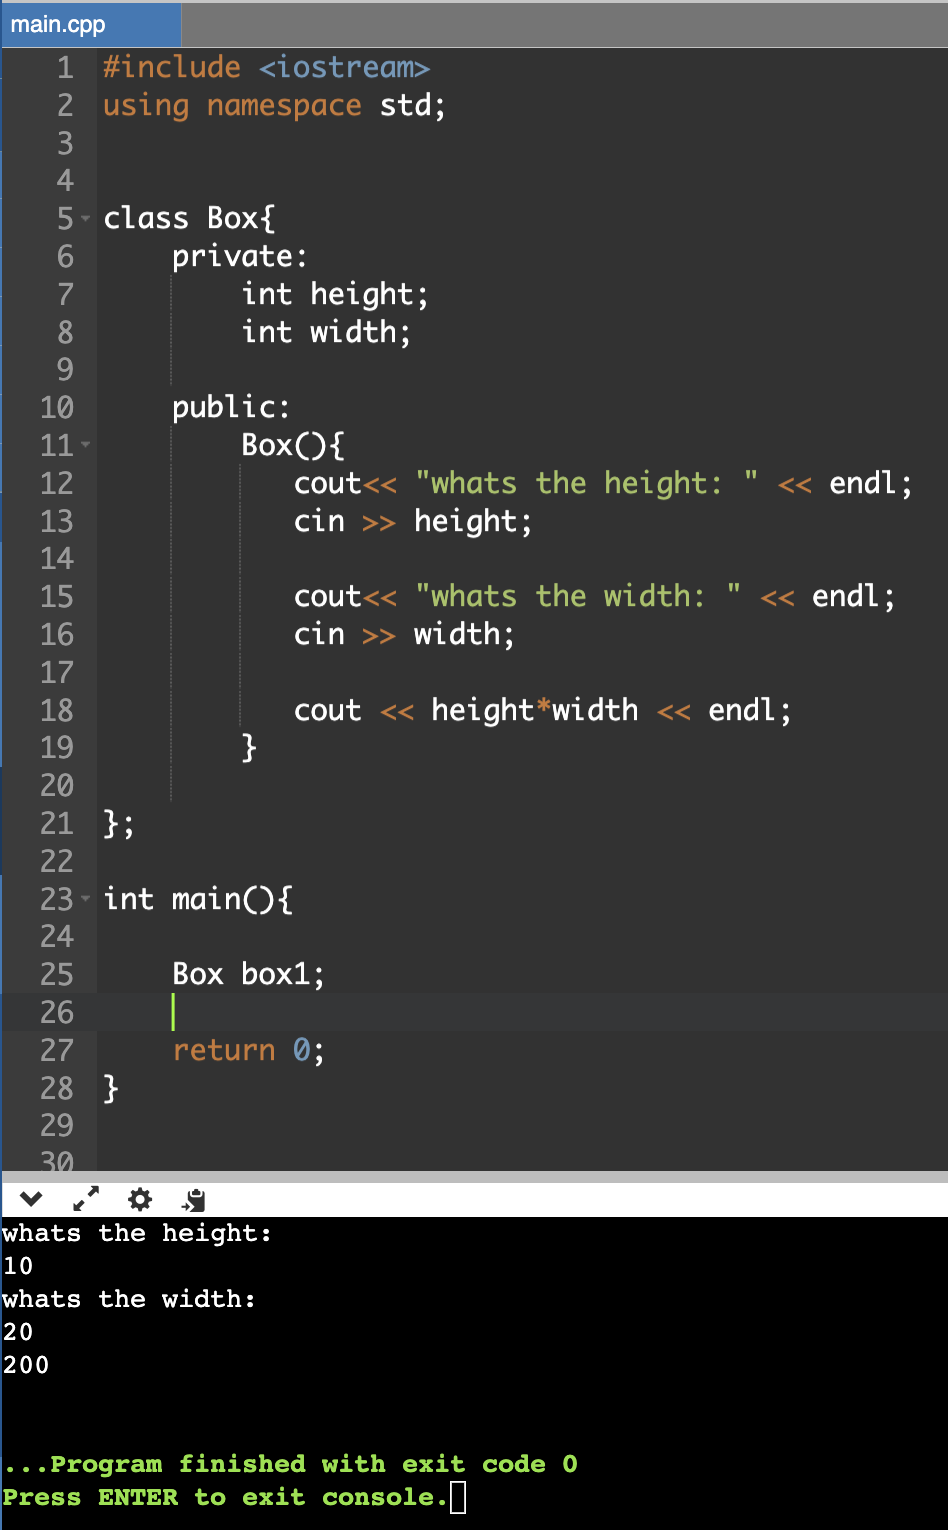 main.cpp
1 #include <iostream>
2 using namespace std;
3
4
5 class Box{
6     private:
7         int height;
8         int width;
9
10     public:
11         Box(){
12            cout<< "whats the height: " << endl;
13            cin >> height;
14
15            cout<< "whats the width: " << endl;
16            cin >> width;
17
18            cout << height*width << endl;
19         }
20
21 };
22
23 int main(){
24
25     Box box1;
26
27     return 0;
28 }
29
30
whats the height:
10
whats the width:
20
200
...Program finished with exit code 0
Press ENTER to exit console.